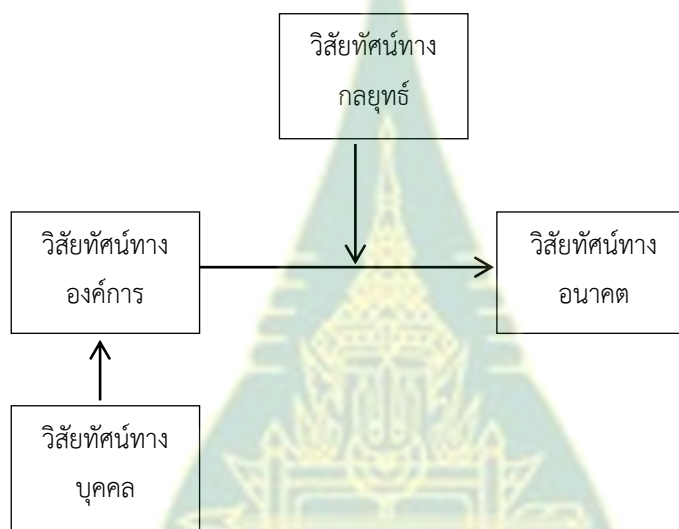 วิสัยทัศน์ทาง
กลยุทธ์
วิสัยทัศน์ทาง
องค์การ
วิสัยทัศน์ทาง
อนาคต
วิสัยทัศน์ทาง
บุคคล